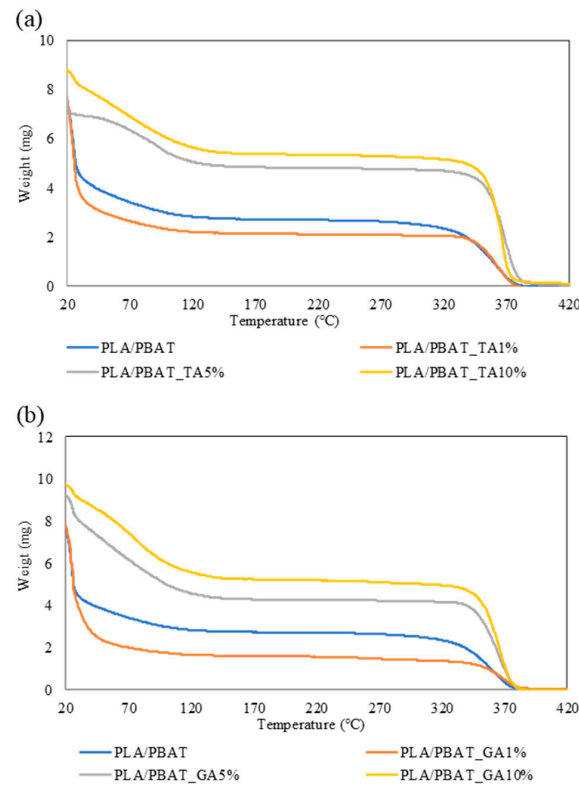 (a)
10
8
6
4
2
0
Weight (mg)
20 70 120 170 220 270 320 370 420
Temperature (℃)
PLA/PBAT PLA/PBAT_TA1%
PLA/PBAT_TA5% PLA/PBAT_TA10%
(b)
12
10
8
6
4
2
0
Weigt (mg)
20 70 120 170 220 270 320 370 420
Temperature (℃)
PLA/PBAT PLA/PBAT_GA1%
PLA/PBAT_GA5% PLA/PBAT_GA10%